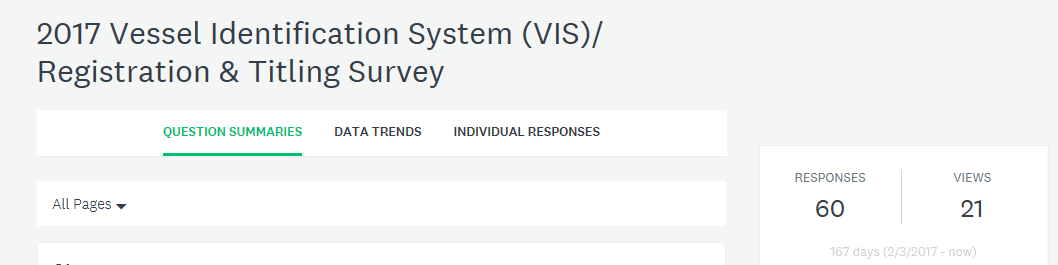 2017 Vessel Identification System (VIS)/
Registration & Titling Survey
QUESTION SUMMARIES DATA TRENDS INDIVIDUAL RESPONSES
All Pages
RESPONSES VIEWS
60 21
167 days (2/3/2017 - now)